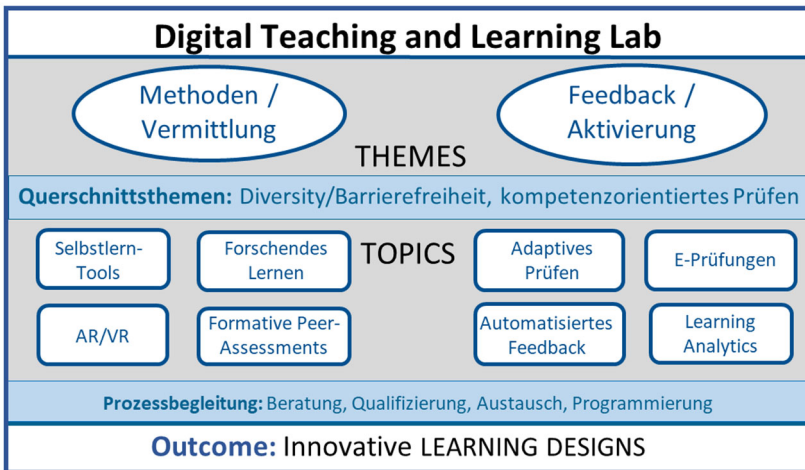 Digital Teaching and Learning Lab
Methoden /
Vermittlung
Feedback /
Aktivierung
THEMES
Querschnittsthemen: Diversity/Barrierefreiheit, kompetenzorientiertes Prüfen
TOPICS
Selbstlern-
Tools
Forschendes
Lernen
Adaptives
Prüfen
E-Prüfungen
AR/VR
Formative Peer-
Assessments
Automatisiertes
Feedback
Learning
Analytics
Prozessbegleitung: Beratung, Qualifizierung, Austausch, Programmierung
Outcome: Innovative LEARNING DESIGNS